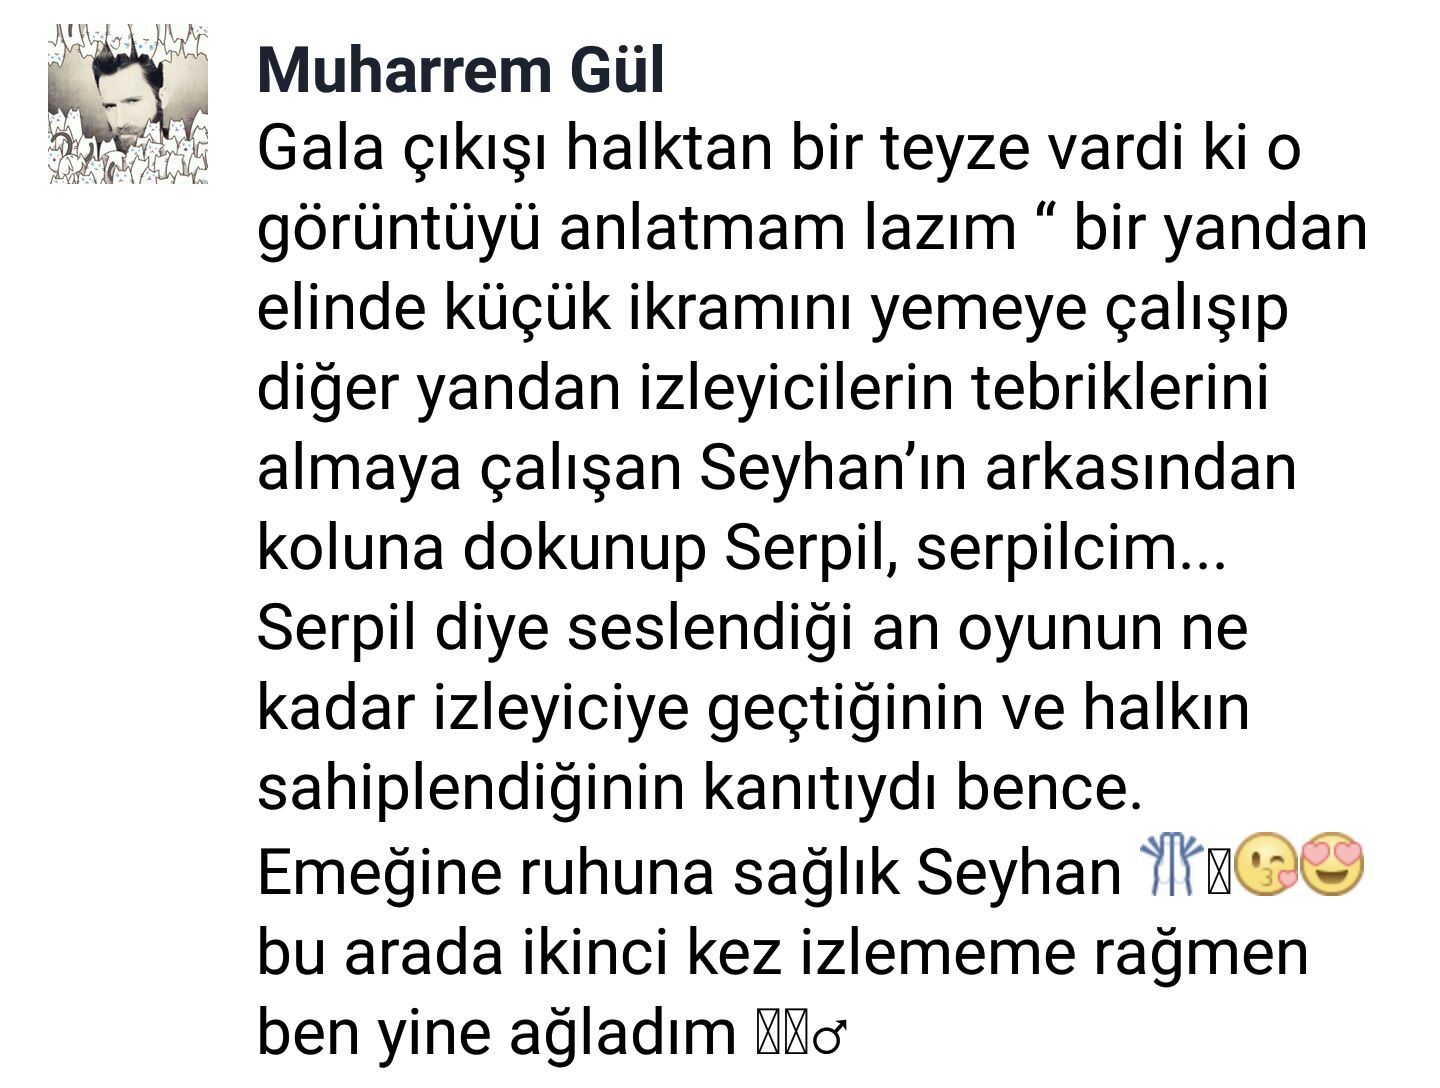 Muharrem Gül
Gala çıkışı halktan bir teyze vardi ki o
görüntüyü anlatmam lazım “ bir yandan
elinde küçük ikramını yemeye çalışıp
diğer yandan izleyicilerin tebriklerini
almaya çalışan Seyhan’ın arkasından
koluna dokunup Serpil, serpilcim...
Serpil diye seslendiği an oyunun ne
kadar izleyiciye geçtiğinin ve halkın
sahiplendiğinin kanıtıydı bence.
Emeğine ruhuna sağlık Seyhan 🙌😘😍
bu arada ikinci kez izlememe rağmen
ben yine ağladım ♂